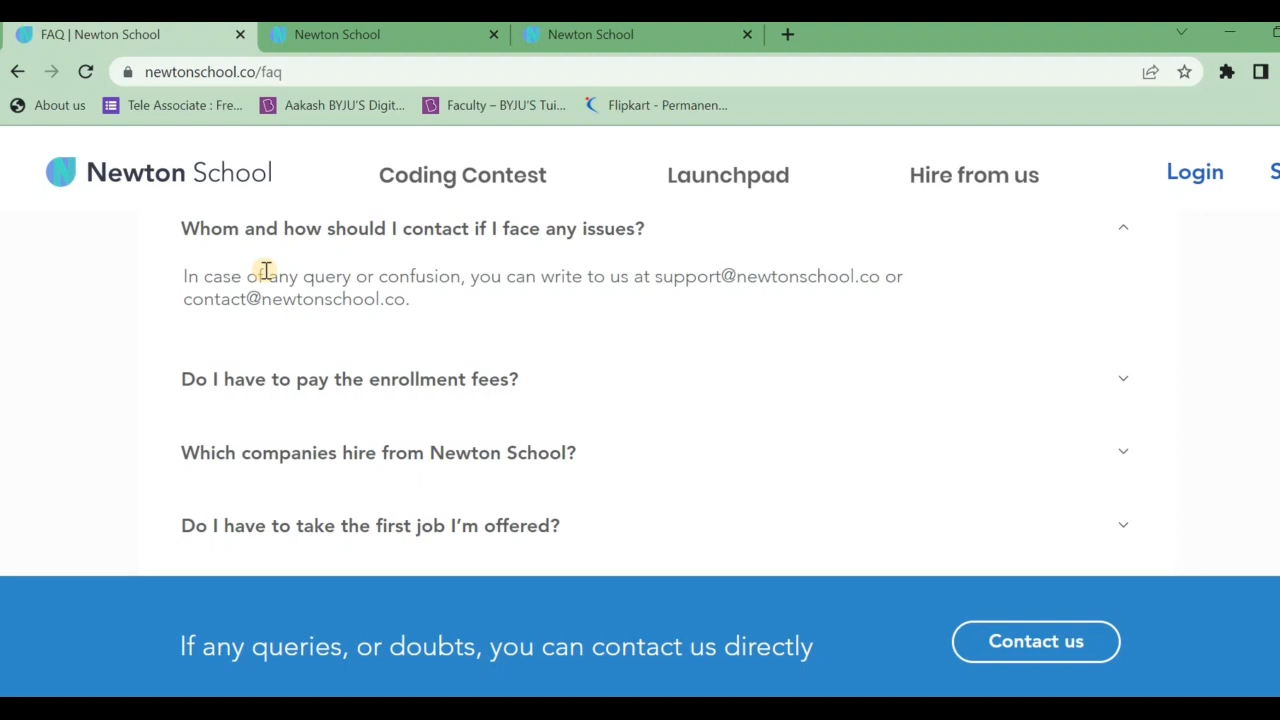 FAQ | Newton School
Newton School
Newton School
newtonschool.co/faq
About us
Tele Associate : Fre...
Aakash BYJU'S Digit...
Faculty – BYJU'S Tui...
Flipkart - Permanen...
Newton School
Coding Contest
Launchpad
Hire from us
Login
S
Whom and how should I contact if I face any issues?
In case of any query or confusion, you can write to us at support@newtonschool.co or
contact@newtonschool.co.
Do I have to pay the enrollment fees?
Which companies hire from Newton School?
Do I have to take the first job I'm offered?
If any queries, or doubts, you can contact us directly
Contact us